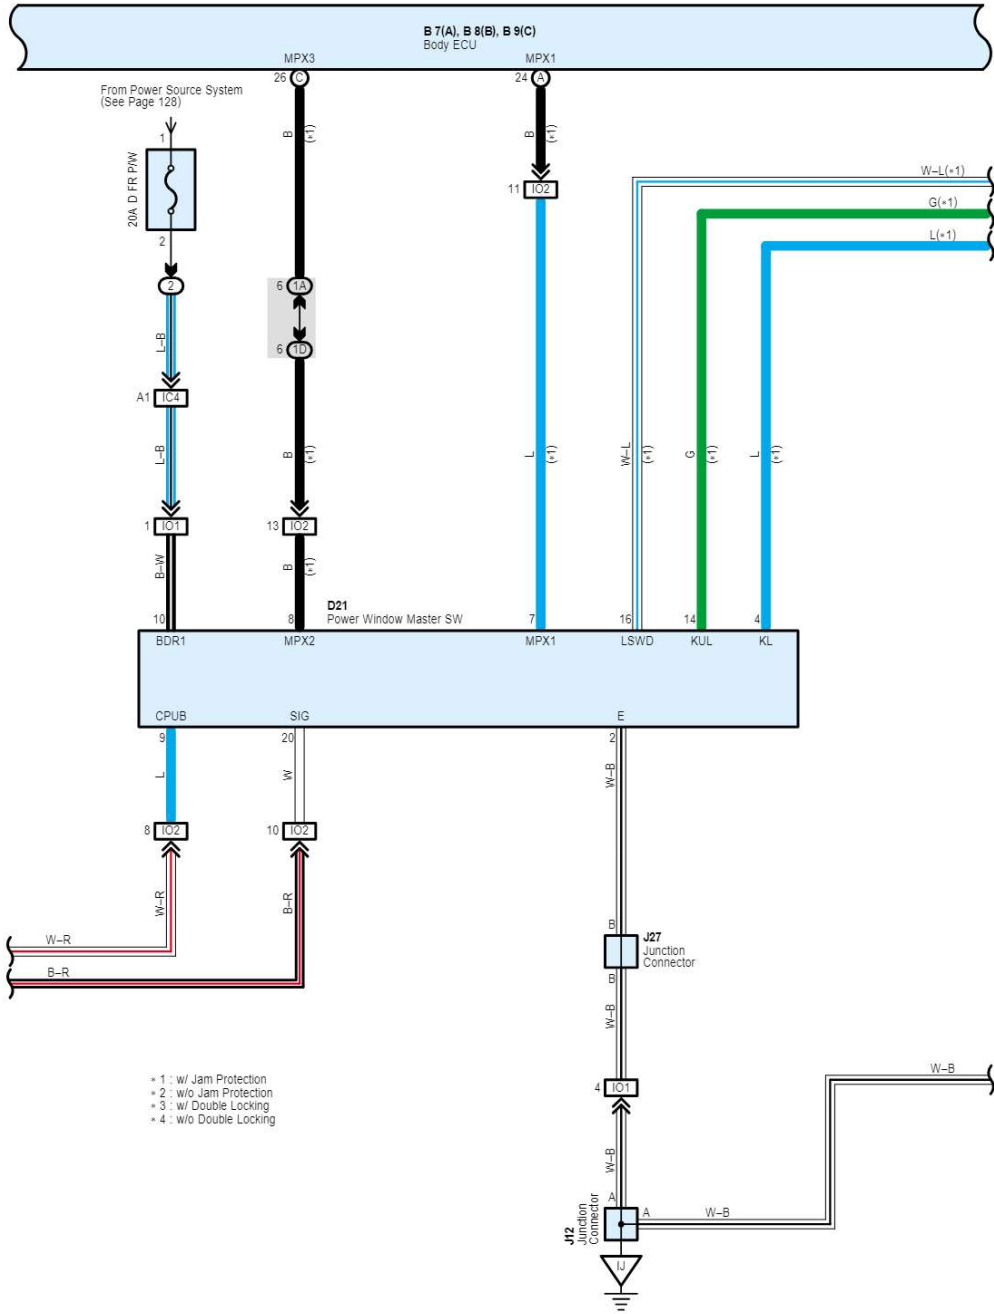 B 7(A), B 8(B), B 9(C)
Body ECU
MPX3
MPX1
26 C
24 A
From Power Source System
(See Page 128)
1
20A D FR P/W
2
2
B
(*1)
B
(*1)
11 IO2
W–L(*1)
G(*1)
L(*1)
6 1A
6 1D
L–B
A1 IC4
L–B
B
(*1)
L
(*1)
W–L
(*1)
G
(*1)
L
(*1)
1 IO1
13 IO2
B–W
B
(*1)
D21
Power Window Master SW
10
8
7
16
14
4
BDR1
MPX2
MPX1
LSWD
KUL
KL
CPUB
SIG
E
9
20
2
L
W
W–B
8 IO2
10 IO2
W–R
B–R
W–R
B–R
B
J27
Junction
Connector
B
W–B
* 1 : w/ Jam Protection
* 2 : w/o Jam Protection
* 3 : w/ Double Locking
* 4 : w/o Double Locking
4 IO1
W–B
W–B
A
A
W–B
J12
Junction
Connector
IJ